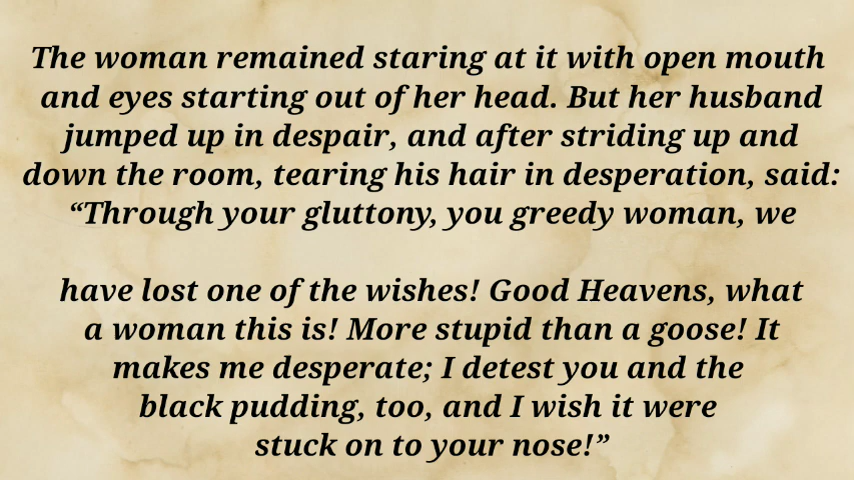 The woman remained staring at it with open mouth
and eyes starting out of her head. But her husband
jumped up in despair, and after striding up and
down the room, tearing his hair in desperation, said:
“Through your gluttony, you greedy woman, we
have lost one of the wishes! Good Heavens, what
a woman this is! More stupid than a goose! It
makes me desperate; I detest you and the
black pudding, too, and I wish it were
stuck on to your nose!”